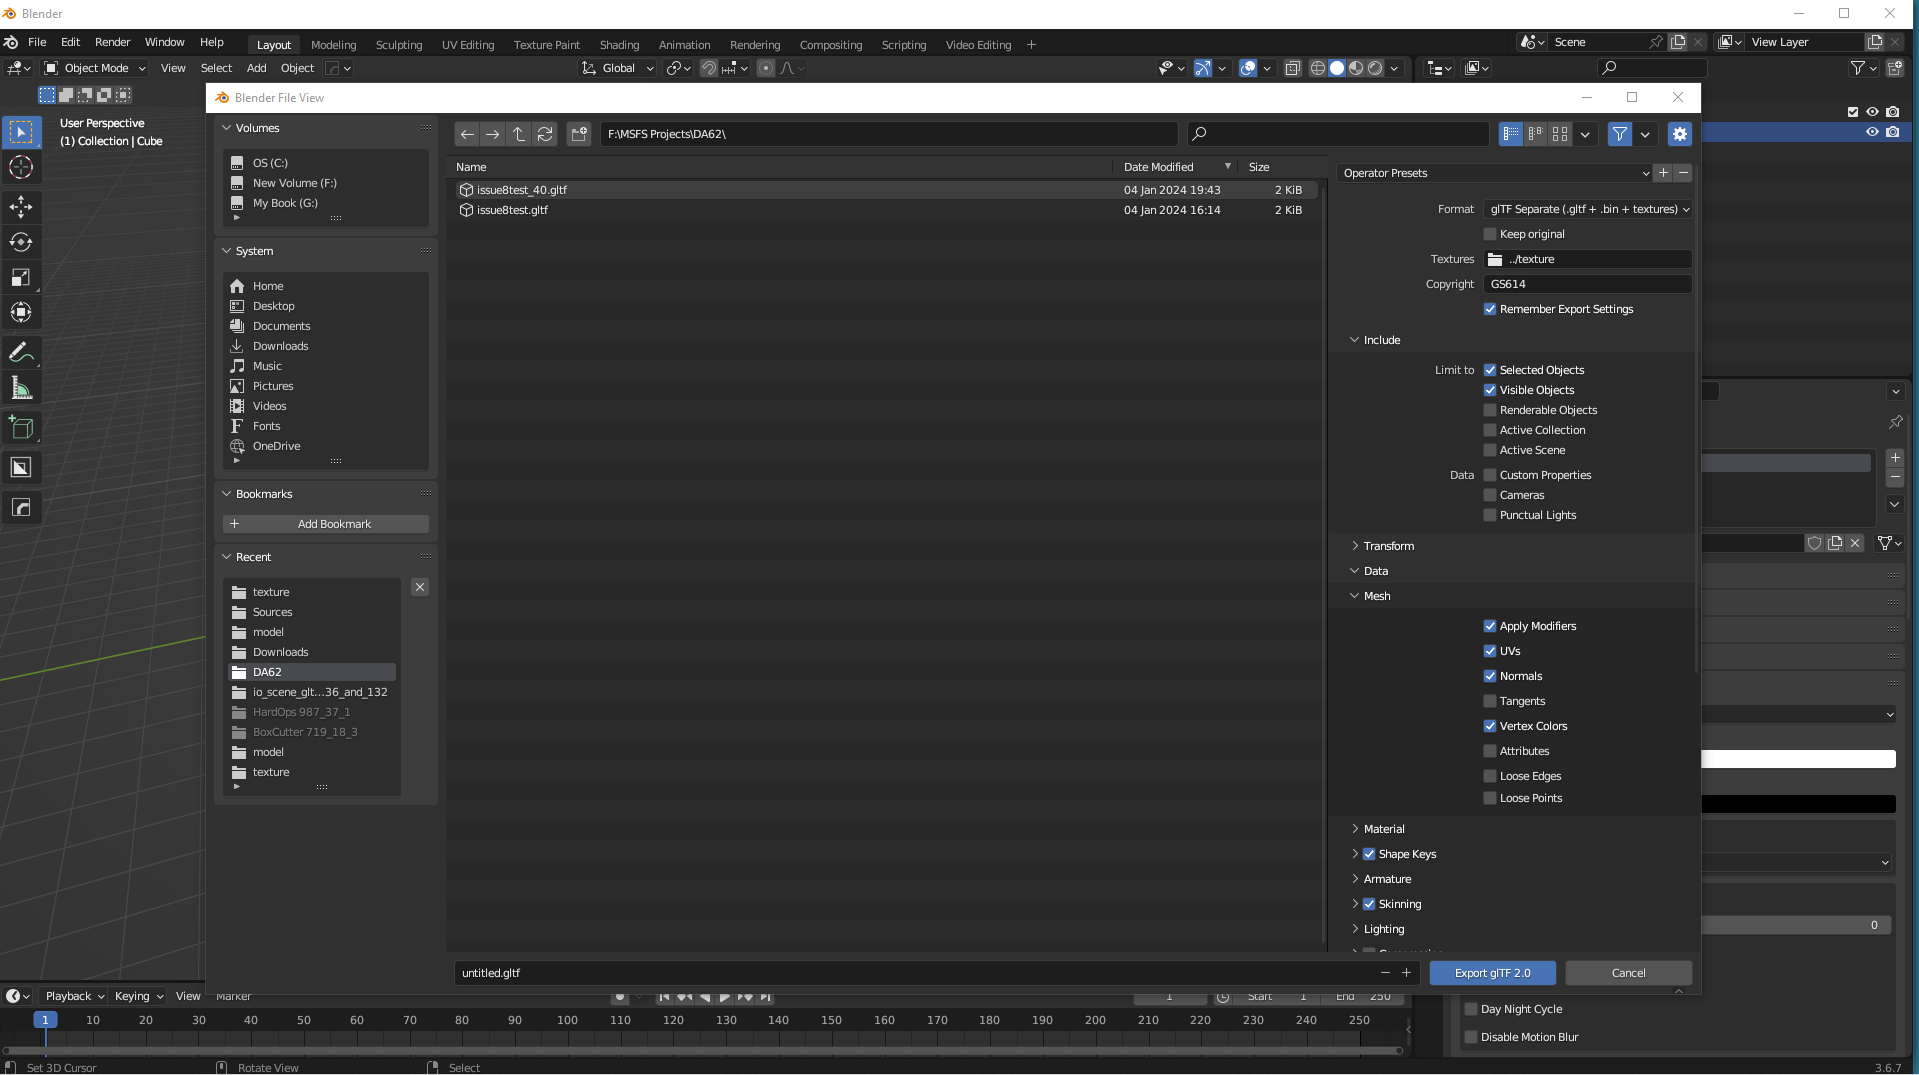 Blender
File Edit Render Window Help Layout Modeling Sculpting UV Editing Texture Paint Shading Animation Rendering Compositing Scripting Video Editing + Scene View Layer
Object Mode View Select Add Object Global
User Perspective
(1) Collection | Cube
Blender File View
Volumes
OS (C:)
New Volume (F:)
My Book (G:)
System
Home
Desktop
Documents
Downloads
Music
Pictures
Videos
Fonts
OneDrive
Bookmarks
Add Bookmark
Recent
texture
Sources
model
Downloads
DA62
io_scene_glt...36_and_132
HardOps 987_37_1
BoxCutter 719_18_3
model
texture
F:\MSFS Projects\DA62\
Name Date Modified Size
issue8test_40.gltf 04 Jan 2024 19:43 2 KiB
issue8test.gltf 04 Jan 2024 16:14 2 KiB
Operator Presets
Format glTF Separate (.gltf + .bin + textures)
Keep original
Textures ../texture
Copyright GS614
Remember Export Settings
Include
Limit to Selected Objects
Visible Objects
Renderable Objects
Active Collection
Active Scene
Data Custom Properties
Cameras
Punctual Lights
Transform
Data
Mesh
Apply Modifiers
UVs
Normals
Tangents
Vertex Colors
Attributes
Loose Edges
Loose Points
Material
Shape Keys
Armature
Skinning
Lighting
0
untitled.gltf
Export glTF 2.0 Cancel
Playback Keying View Marker 1 Start 1 End 250
1 10 20 30 40 50 60 70 80 90 100 110 120 130 140 150 160 170 180 190 200 210 220 230 240 250
Day Night Cycle
Disable Motion Blur
Set 3D Cursor Rotate View Select 3.6.7